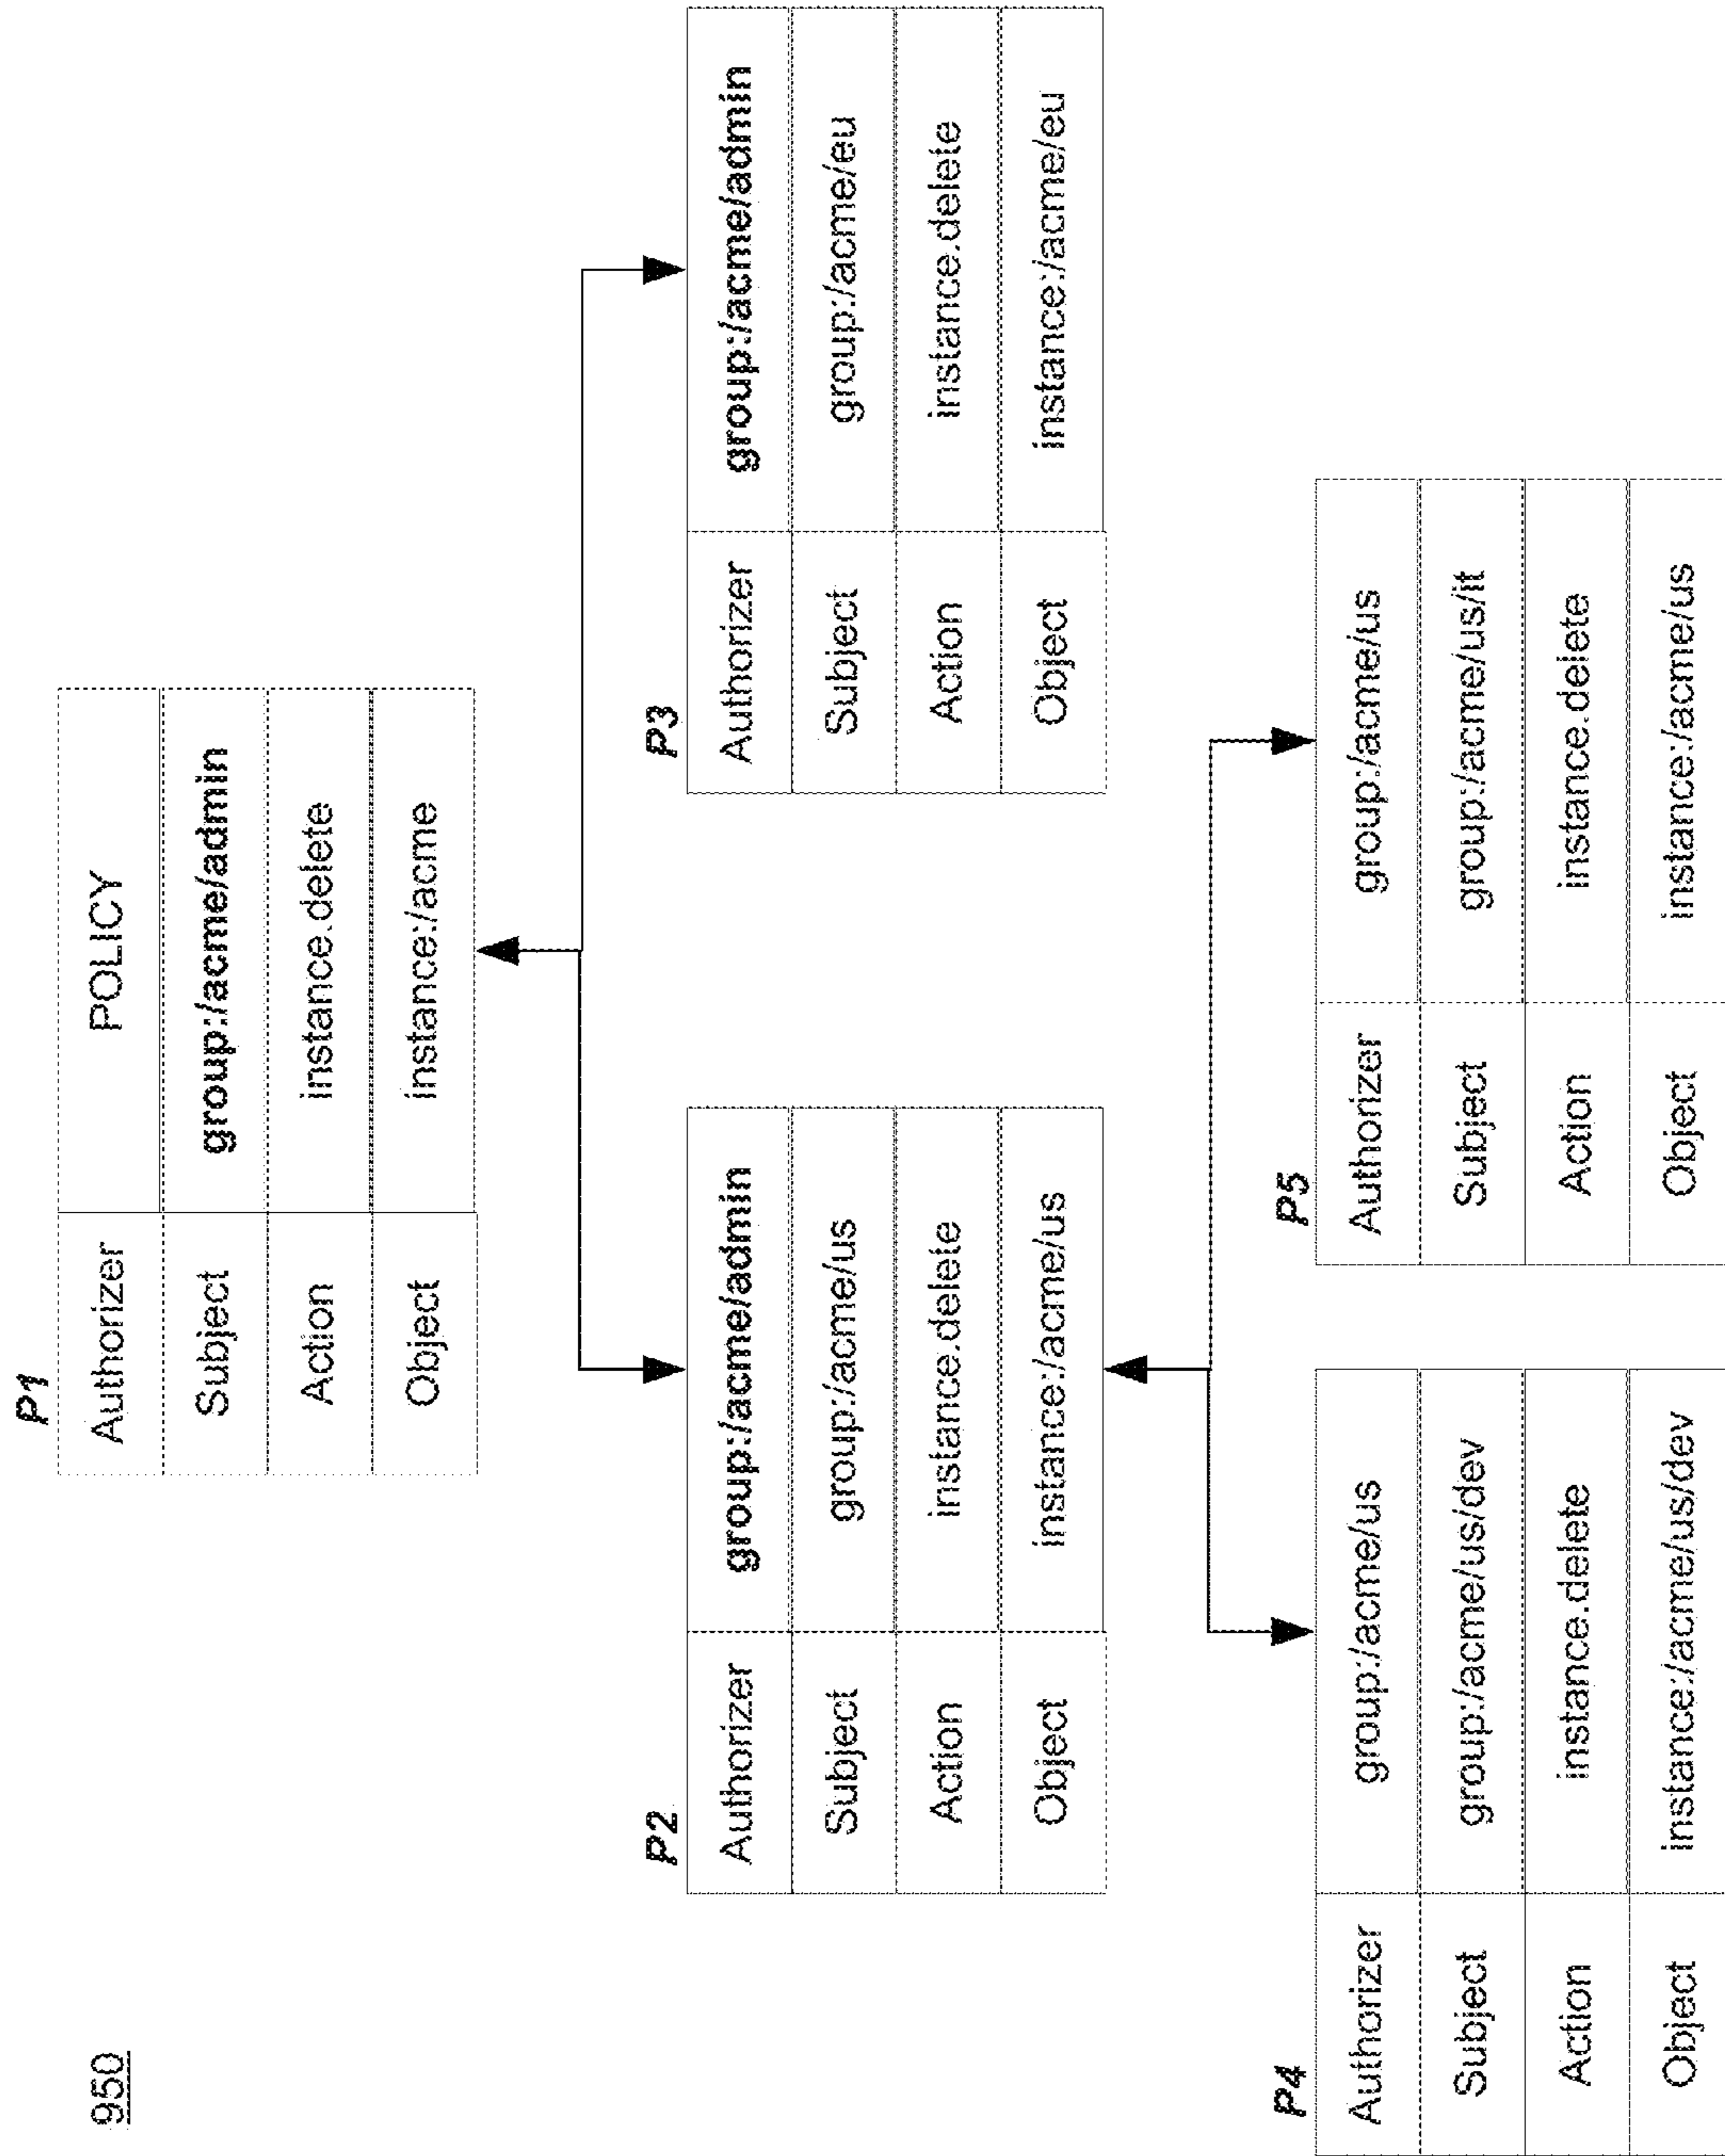 950
P1
Authorizer POLICY
Subject group:/acme/admin
Action instance.delete
Object instance:/acme
P2
Authorizer group:/acme/admin
Subject group:/acme/us
Action instance.delete
Object instance:/acme/us
P3
Authorizer group:/acme/admin
Subject group:/acme/eu
Action instance.delete
Object instance:/acme/eu
P4
Authorizer group:/acme/us
Subject group:/acme/us/dev
Action instance.delete
Object instance:/acme/us/dev
P5
Authorizer group:/acme/us
Subject group:/acme/us/it
Action instance.delete
Object instance:/acme/us